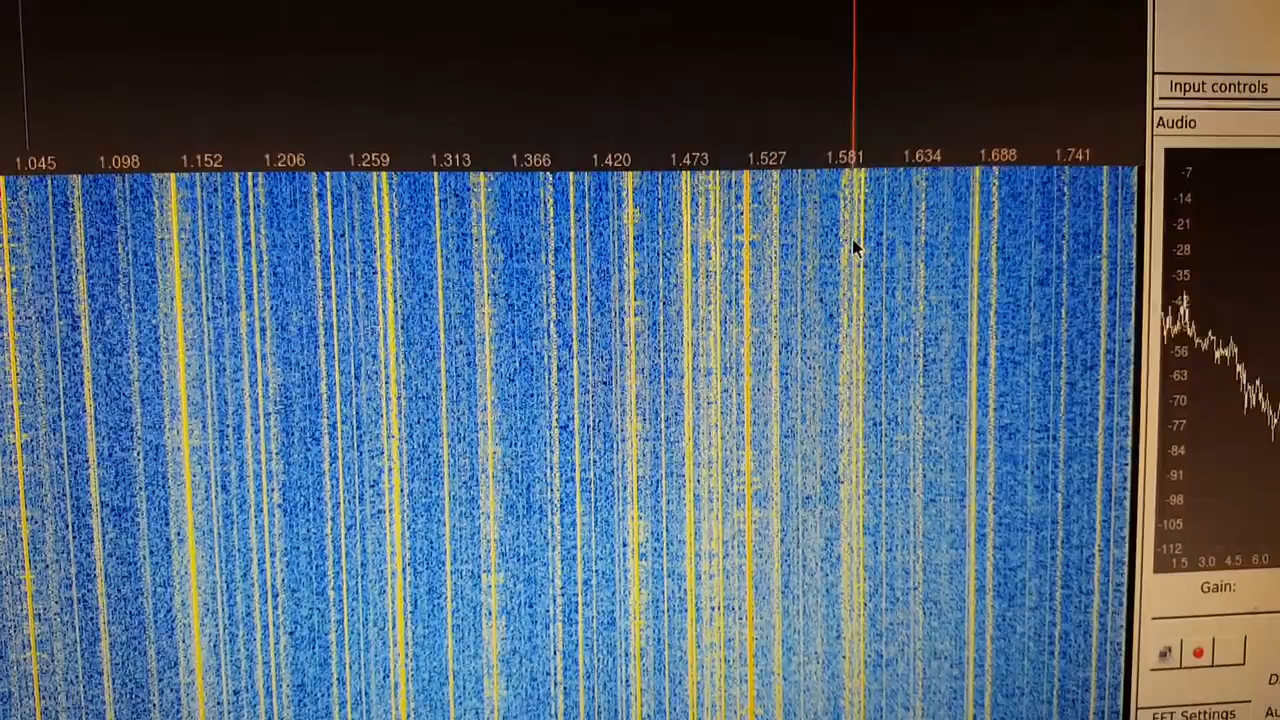 Input controls
Audio
1.045 1.098 1.152 1.206 1.259 1.313 1.366 1.420 1.473 1.527 1.581 1.634 1.688 1.741
-7
-14
-21
-28
-35
-56
-63
-70
-77
-84
-91
-98
-105
-112
1.5 3.0 4.5 6.0
Gain:
FFT Settings